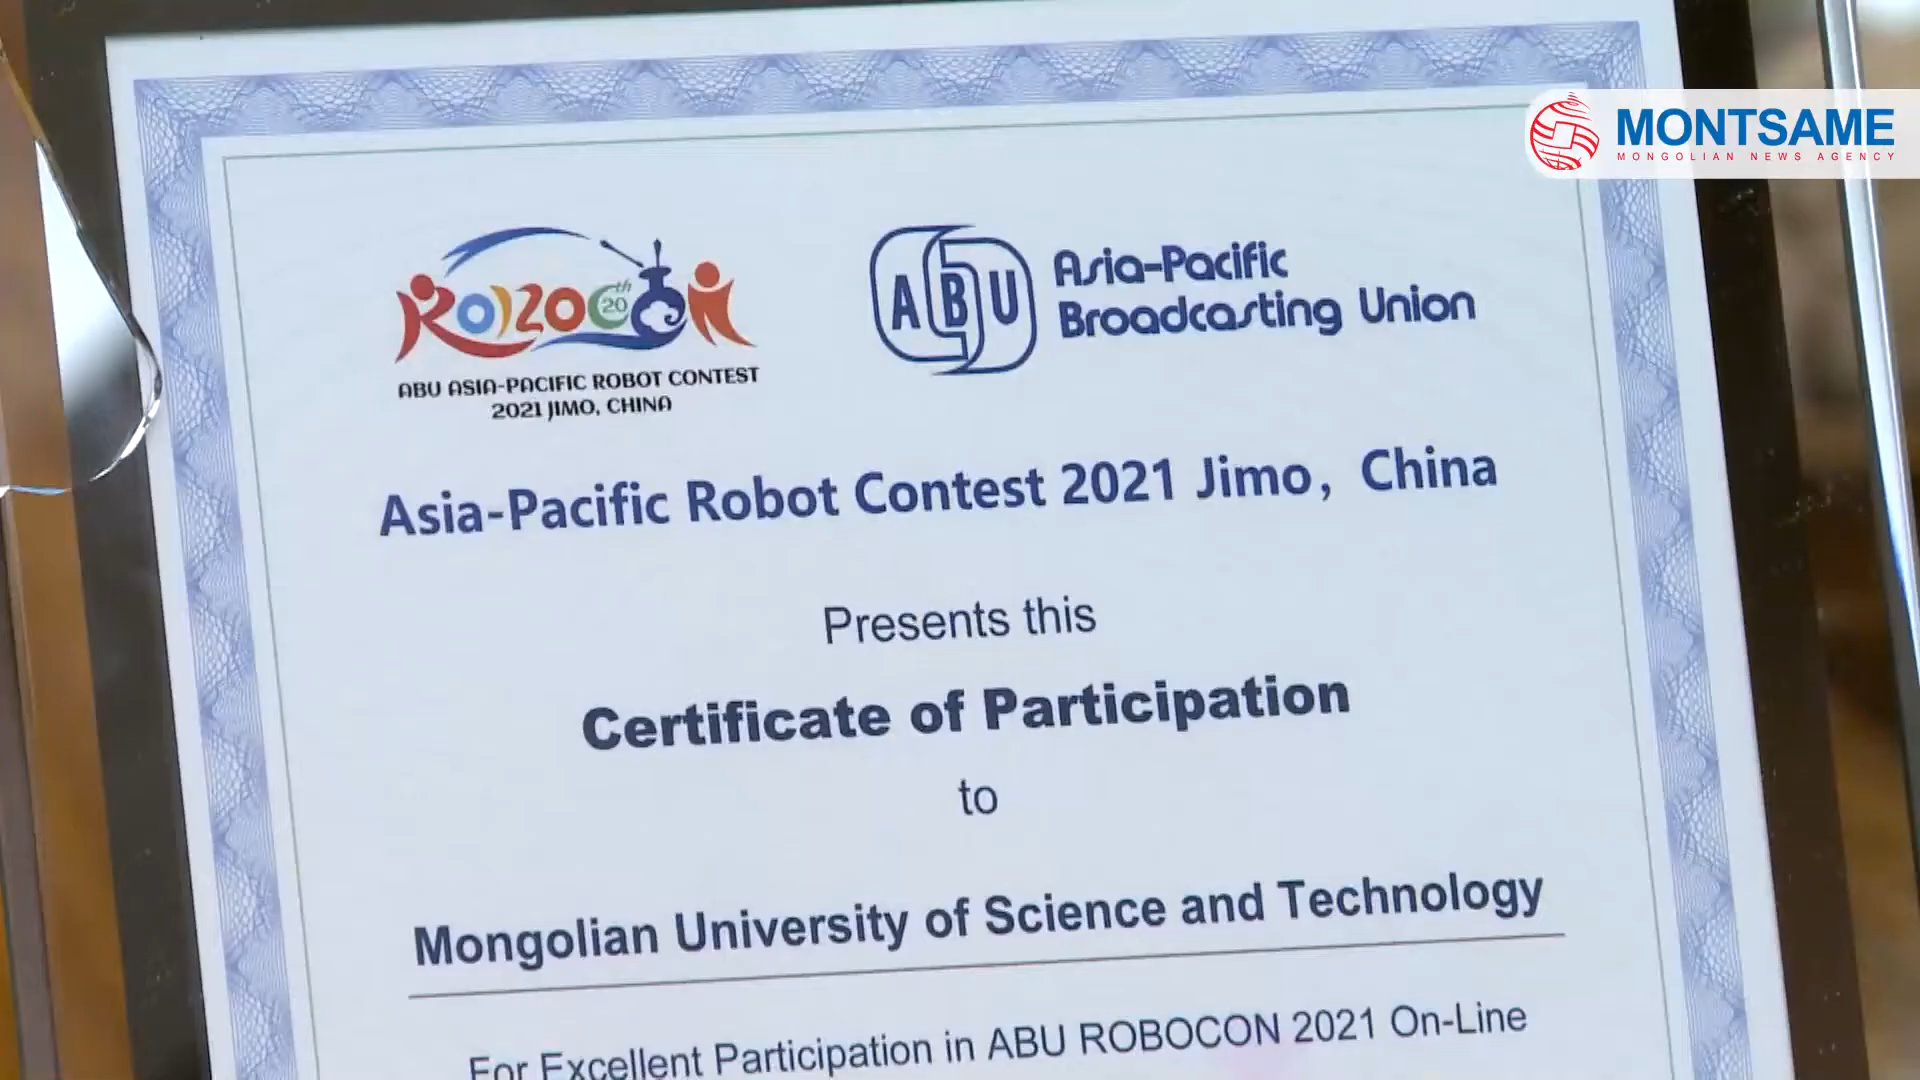 MONTSAME
MONGOLIAN NEWS AGENCY
ROBOCON
20th
ABU ASIA-PACIFIC ROBOT CONTEST
2021 JIMO, CHINA
ABU
Asia-Pacific
Broadcasting Union
Asia-Pacific Robot Contest 2021 Jimo，China
Presents this
Certificate of Participation
to
Mongolian University of Science and Technology
For Excellent Participation in ABU ROBOCON 2021 On-Line